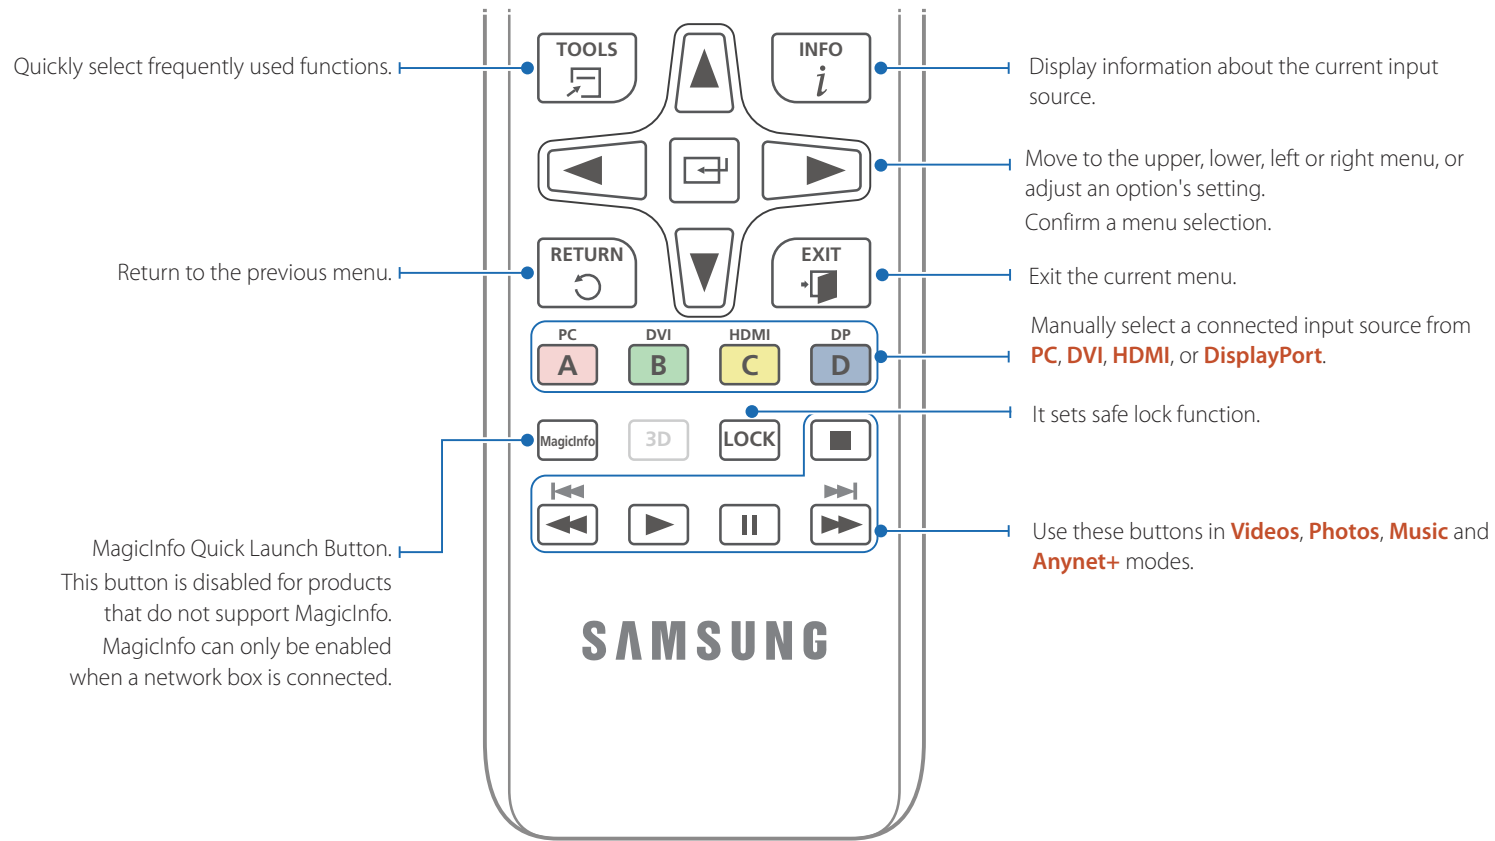 TOOLS
INFO
i
Quickly select frequently used functions.
Display information about the current input
source.
Move to the upper, lower, left or right menu, or
adjust an option's setting.
Confirm a menu selection.
RETURN
EXIT
Return to the previous menu.
Exit the current menu.
PC DVI HDMI DP
A B C D
Manually select a connected input source from
PC, DVI, HDMI, or DisplayPort.
MagicInfo 3D LOCK
It sets safe lock function.
Use these buttons in Videos, Photos, Music and
Anynet+ modes.
MagicInfo Quick Launch Button.
This button is disabled for products
that do not support MagicInfo.
MagicInfo can only be enabled
when a network box is connected.
SAMSUNG